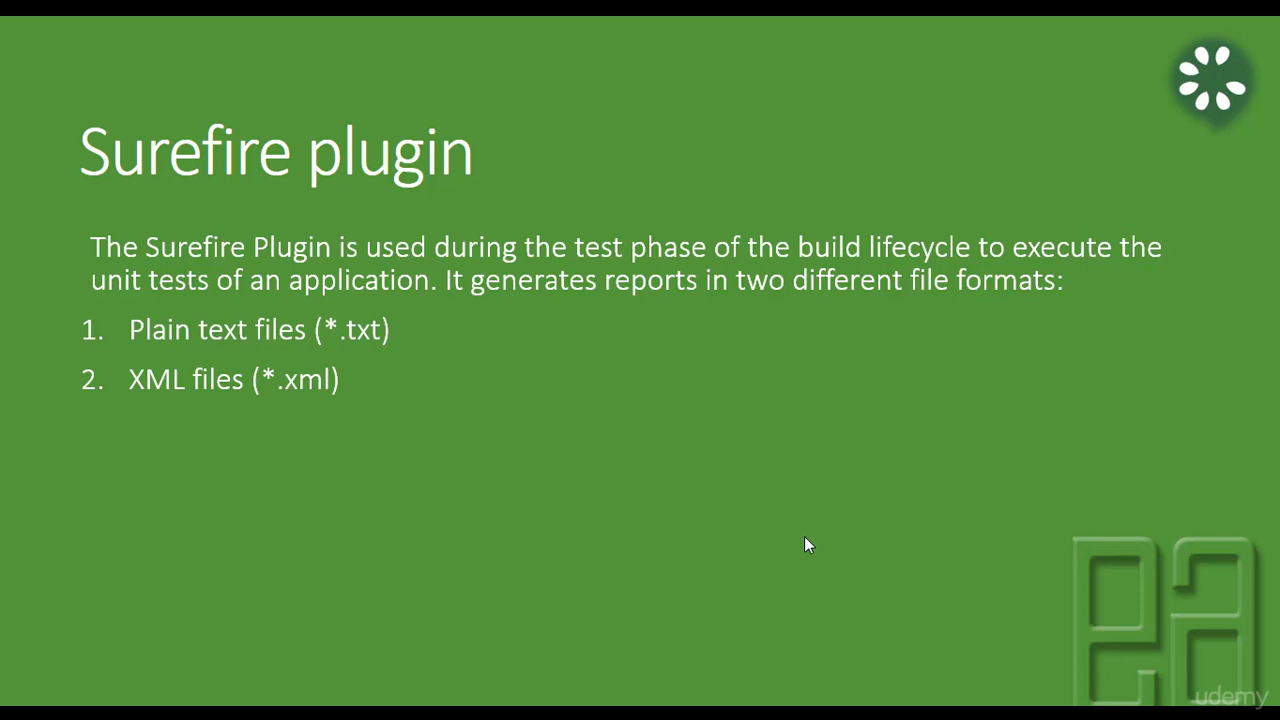 Surefire plugin
The Surefire Plugin is used during the test phase of the build lifecycle to execute the
unit tests of an application. It generates reports in two different file formats:
1. Plain text files (*.txt)
2. XML files (*.xml)
ea
udemy